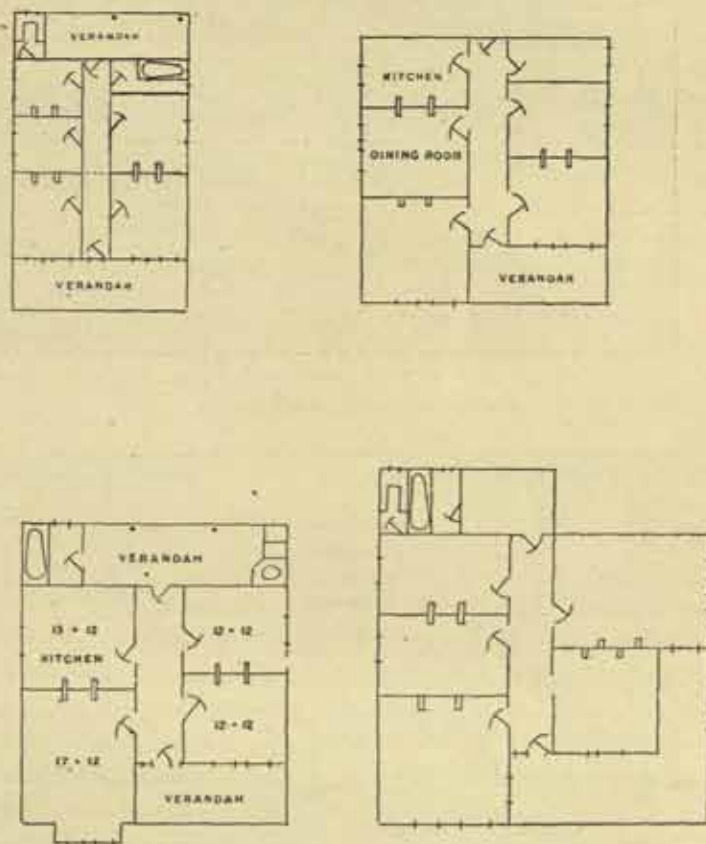 VERANDAH
VERANDAH
KITCHEN
DINING ROOM
VERANDAH
VERANDAH
13 × 12
KITCHEN
12 × 12
17 × 12
12 × 12
VERANDAH